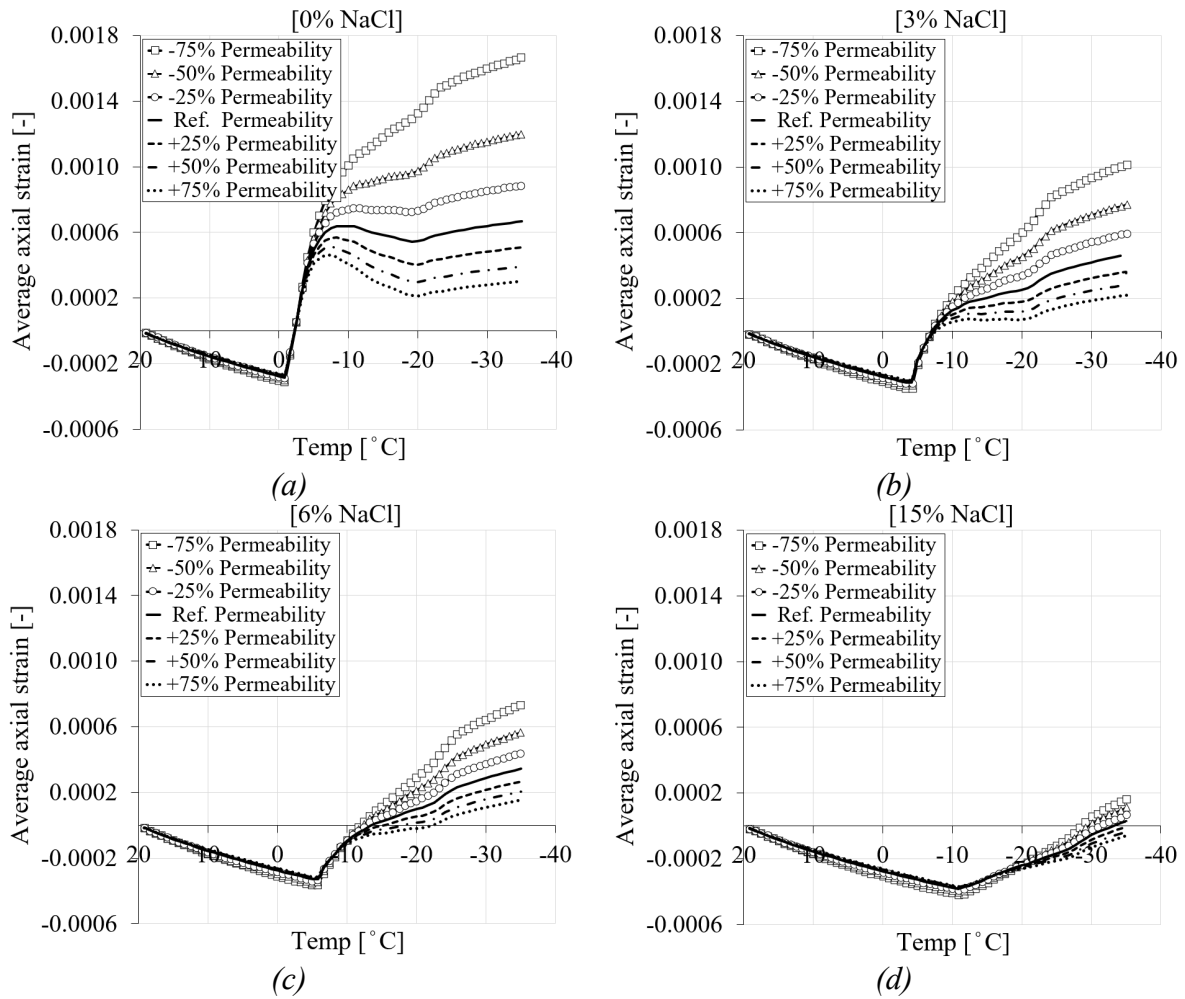 [0% NaCl]
0.0018
0.0014
0.0010
0.0006
0.0002
-0.0002
-0.0006
Average axial strain [-]
-75% Permeability
-50% Permeability
-25% Permeability
Ref. Permeability
+25% Permeability
+50% Permeability
+75% Permeability
20 10 0 -10 -20 -30 -40
Temp [˚C]
(a)
[3% NaCl]
0.0018
0.0014
0.0010
0.0006
0.0002
-0.0002
-0.0006
Average axial strain [-]
-75% Permeability
-50% Permeability
-25% Permeability
Ref. Permeability
+25% Permeability
+50% Permeability
+75% Permeability
20 10 0 -10 -20 -30 -40
Temp [˚C]
(b)
[6% NaCl]
0.0018
0.0014
0.0010
0.0006
0.0002
-0.0002
-0.0006
Average axial strain [-]
-75% Permeability
-50% Permeability
-25% Permeability
Ref. Permeability
+25% Permeability
+50% Permeability
+75% Permeability
20 10 0 -10 -20 -30 -40
Temp [˚C]
(c)
[15% NaCl]
0.0018
0.0014
0.0010
0.0006
0.0002
-0.0002
-0.0006
Average axial strain [-]
-75% Permeability
-50% Permeability
-25% Permeability
Ref. Permeability
+25% Permeability
+50% Permeability
+75% Permeability
20 10 0 -10 -20 -30 -40
Temp [˚C]
(d)